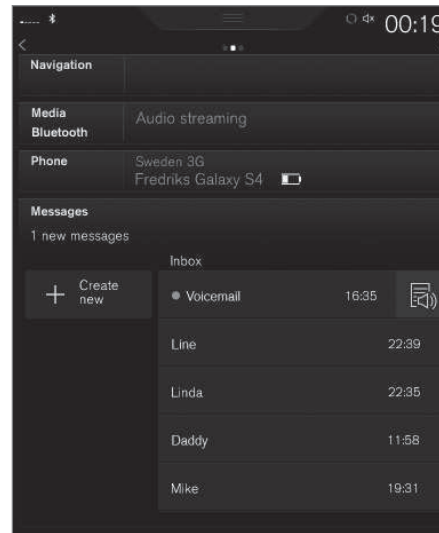 00:19
Navigation
Media
Bluetooth
Audio streaming
Phone
Sweden 3G
Fredriks Galaxy S4
Messages
1 new messages
Inbox
Create
new
Voicemail 16:35
Line 22:39
Linda 22:35
Daddy 11:58
Mike 19:31